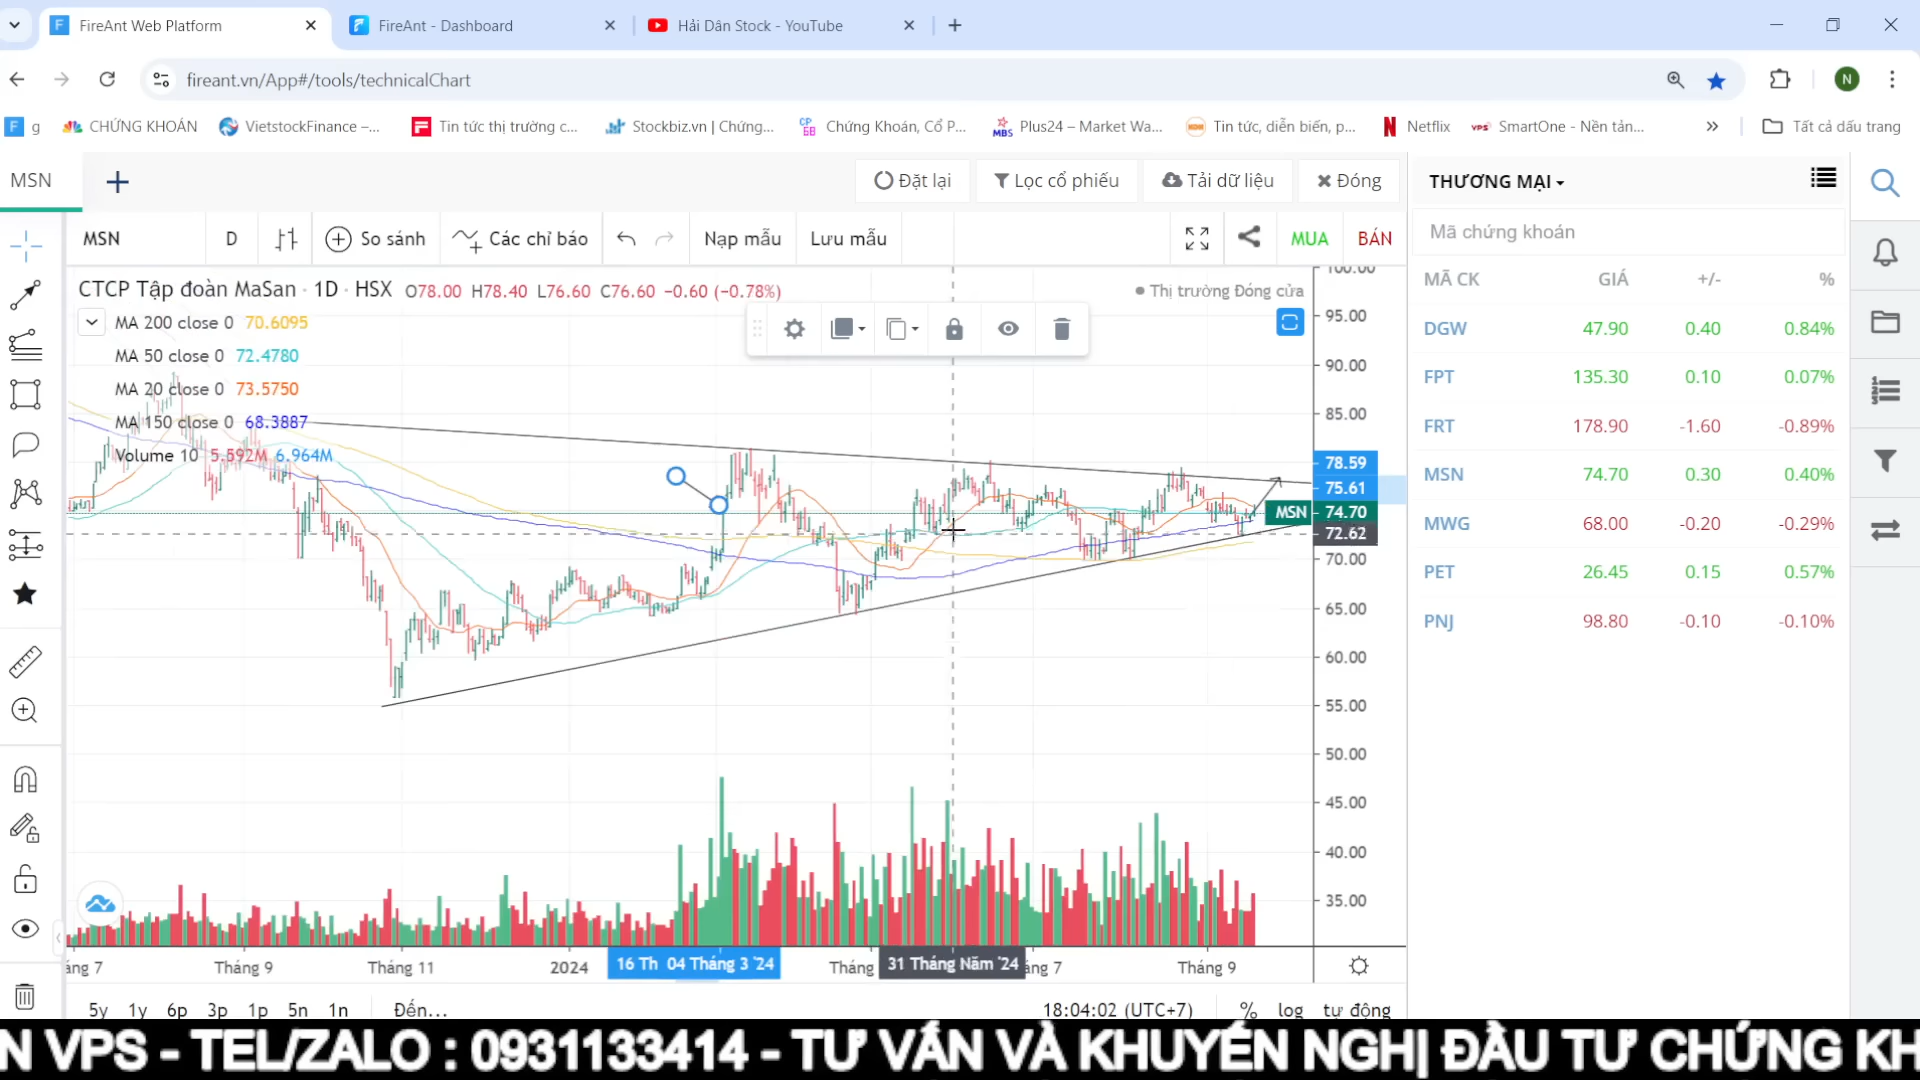 FireAnt Web Platform
FireAnt - Dashboard
Hải Dân Stock - YouTube
fireant.vn/App#/tools/technicalChart
N
g
CHỨNG KHOÁN
VietstockFinance –...
Tin tức thị trường c...
Stockbiz.vn | Chứng...
Chứng Khoán, Cổ P...
Plus24 – Market Wa...
Tin tức, diễn biến, p...
Netflix
SmartOne - Nền tản...
Tất cả dấu trang
MSN
Đặt lại
Lọc cổ phiếu
Tải dữ liệu
Đóng
THƯƠNG MẠI
MSN
D
So sánh
Các chỉ báo
Nạp mẫu
Lưu mẫu
MUA
BÁN
Mã chứng khoán
CTCP Tập đoàn MaSan · 1D · HSX O78.00 H78.40 L76.60 C76.60 −0.60 (−0.78%)
Thị trường Đóng cửa
MA 200 close 0 70.6095
MA 50 close 0 72.4780
MA 20 close 0 73.5750
MA 150 close 0 68.3887
Volume 10 5.592M 6.964M
100.00
95.00
90.00
85.00
78.59
75.61
MSN 74.70
72.62
70.00
65.00
60.00
55.00
50.00
45.00
40.00
35.00
MÃ CK GIÁ +/- %
DGW 47.90 0.40 0.84%
FPT 135.30 0.10 0.07%
FRT 178.90 -1.60 -0.89%
MSN 74.70 0.30 0.40%
MWG 68.00 -0.20 -0.29%
PET 26.45 0.15 0.57%
PNJ 98.80 -0.10 -0.10%
áng 7 Tháng 9 Tháng 11 2024 16 Th 04 Tháng 3 '24 Tháng 31 Tháng Năm '24 áng 7 Tháng 9
5y 1y 6p 3p 1p 5n 1n Đến... 18:04:02 (UTC+7) % log tự động
N VPS - TEL/ZALO : 0931133414 - TƯ VẤN VÀ KHUYẾN NGHỊ ĐẦU TƯ CHỨNG KH